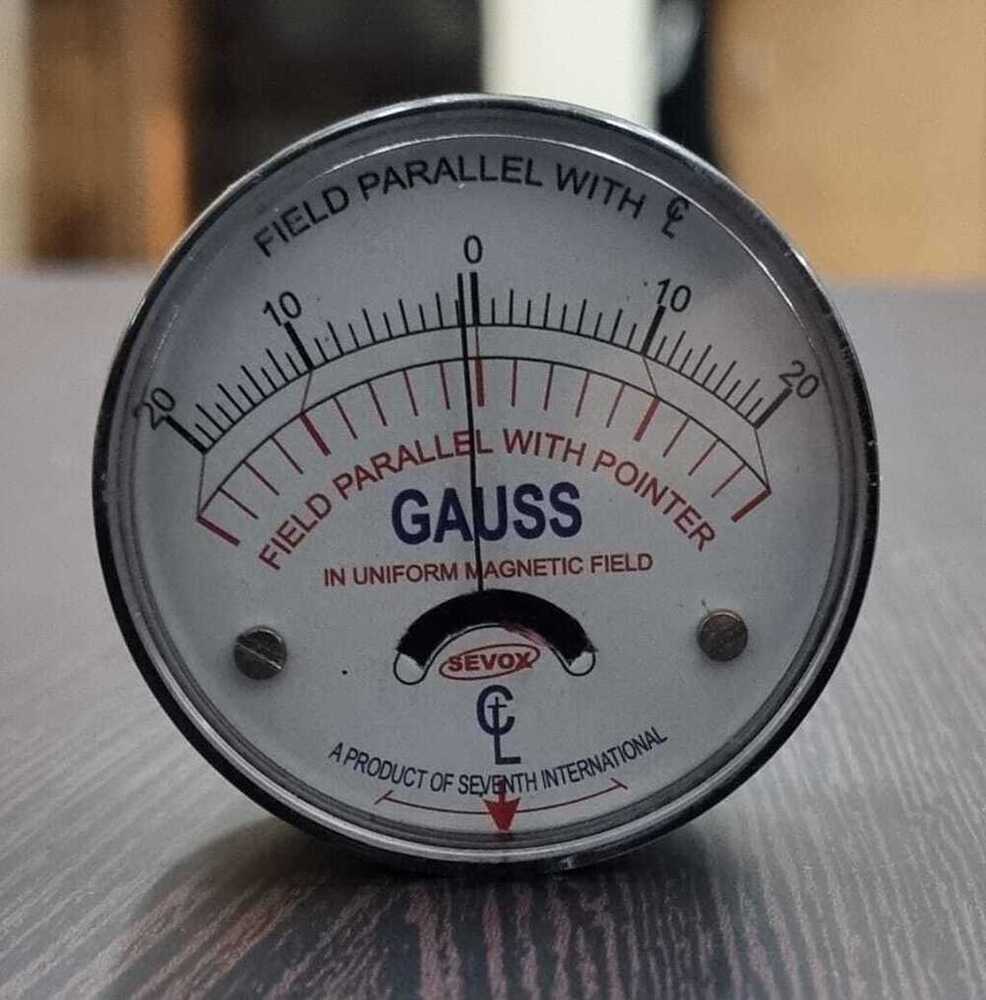 FIELD PARALLEL WITH ℄
0
10 10
20 20
FIELD PARALLEL WITH POINTER
GAUSS
IN UNIFORM MAGNETIC FIELD
SEVOX
℄
A PRODUCT OF SEVENTH INTERNATIONAL